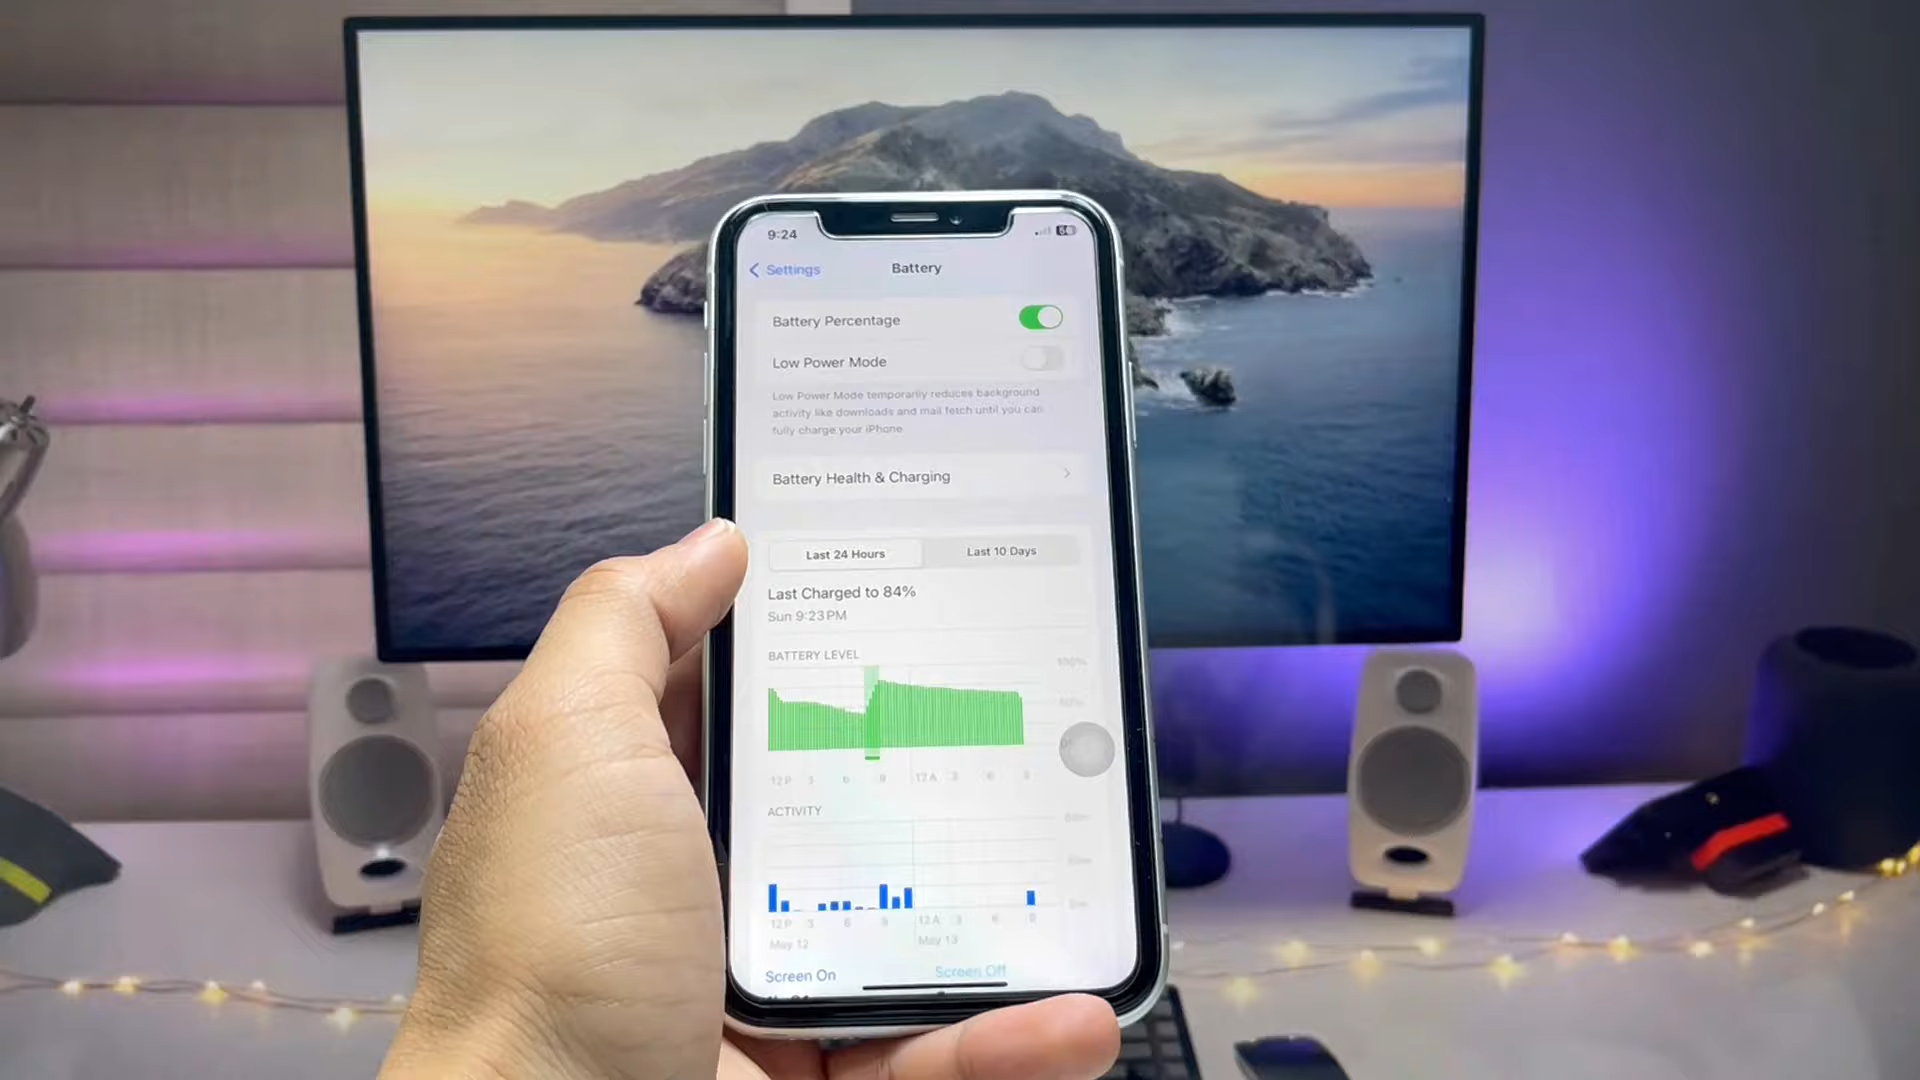 9:24
Settings
Battery
Battery Percentage
Low Power Mode
Low Power Mode temporarily reduces background
activity like downloads and mail fetch until you can
fully charge your iPhone.
Battery Health & Charging
Last 24 Hours
Last 10 Days
Last Charged to 84%
Sun 9:23 PM
BATTERY LEVEL
100%
12 P 3 6 9 12 A 3 6
ACTIVITY
12 P 3 6 9 12 A 3 6 9
May 12 May 13
Screen On Screen Off